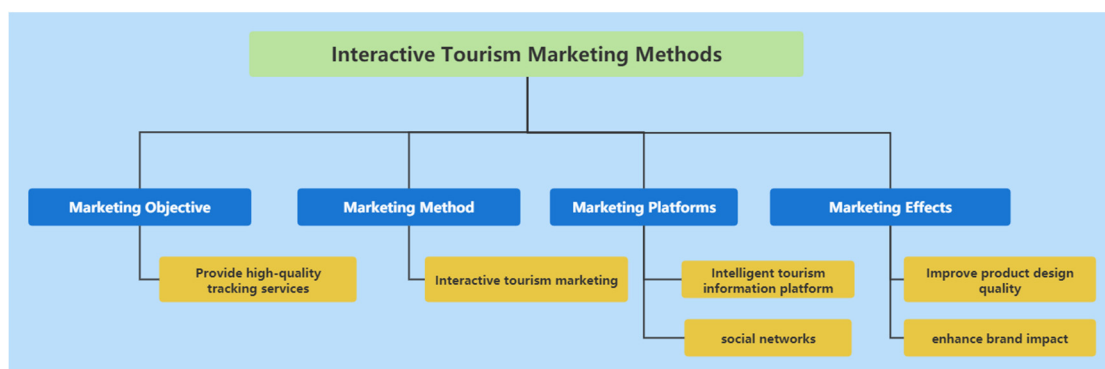 Interactive Tourism Marketing Methods
Marketing Objective
Marketing Method
Marketing Platforms
Marketing Effects
Provide high-quality
tracking services
Interactive tourism marketing
Intelligent tourism
information platform
Improve product design
quality
social networks
enhance brand impact